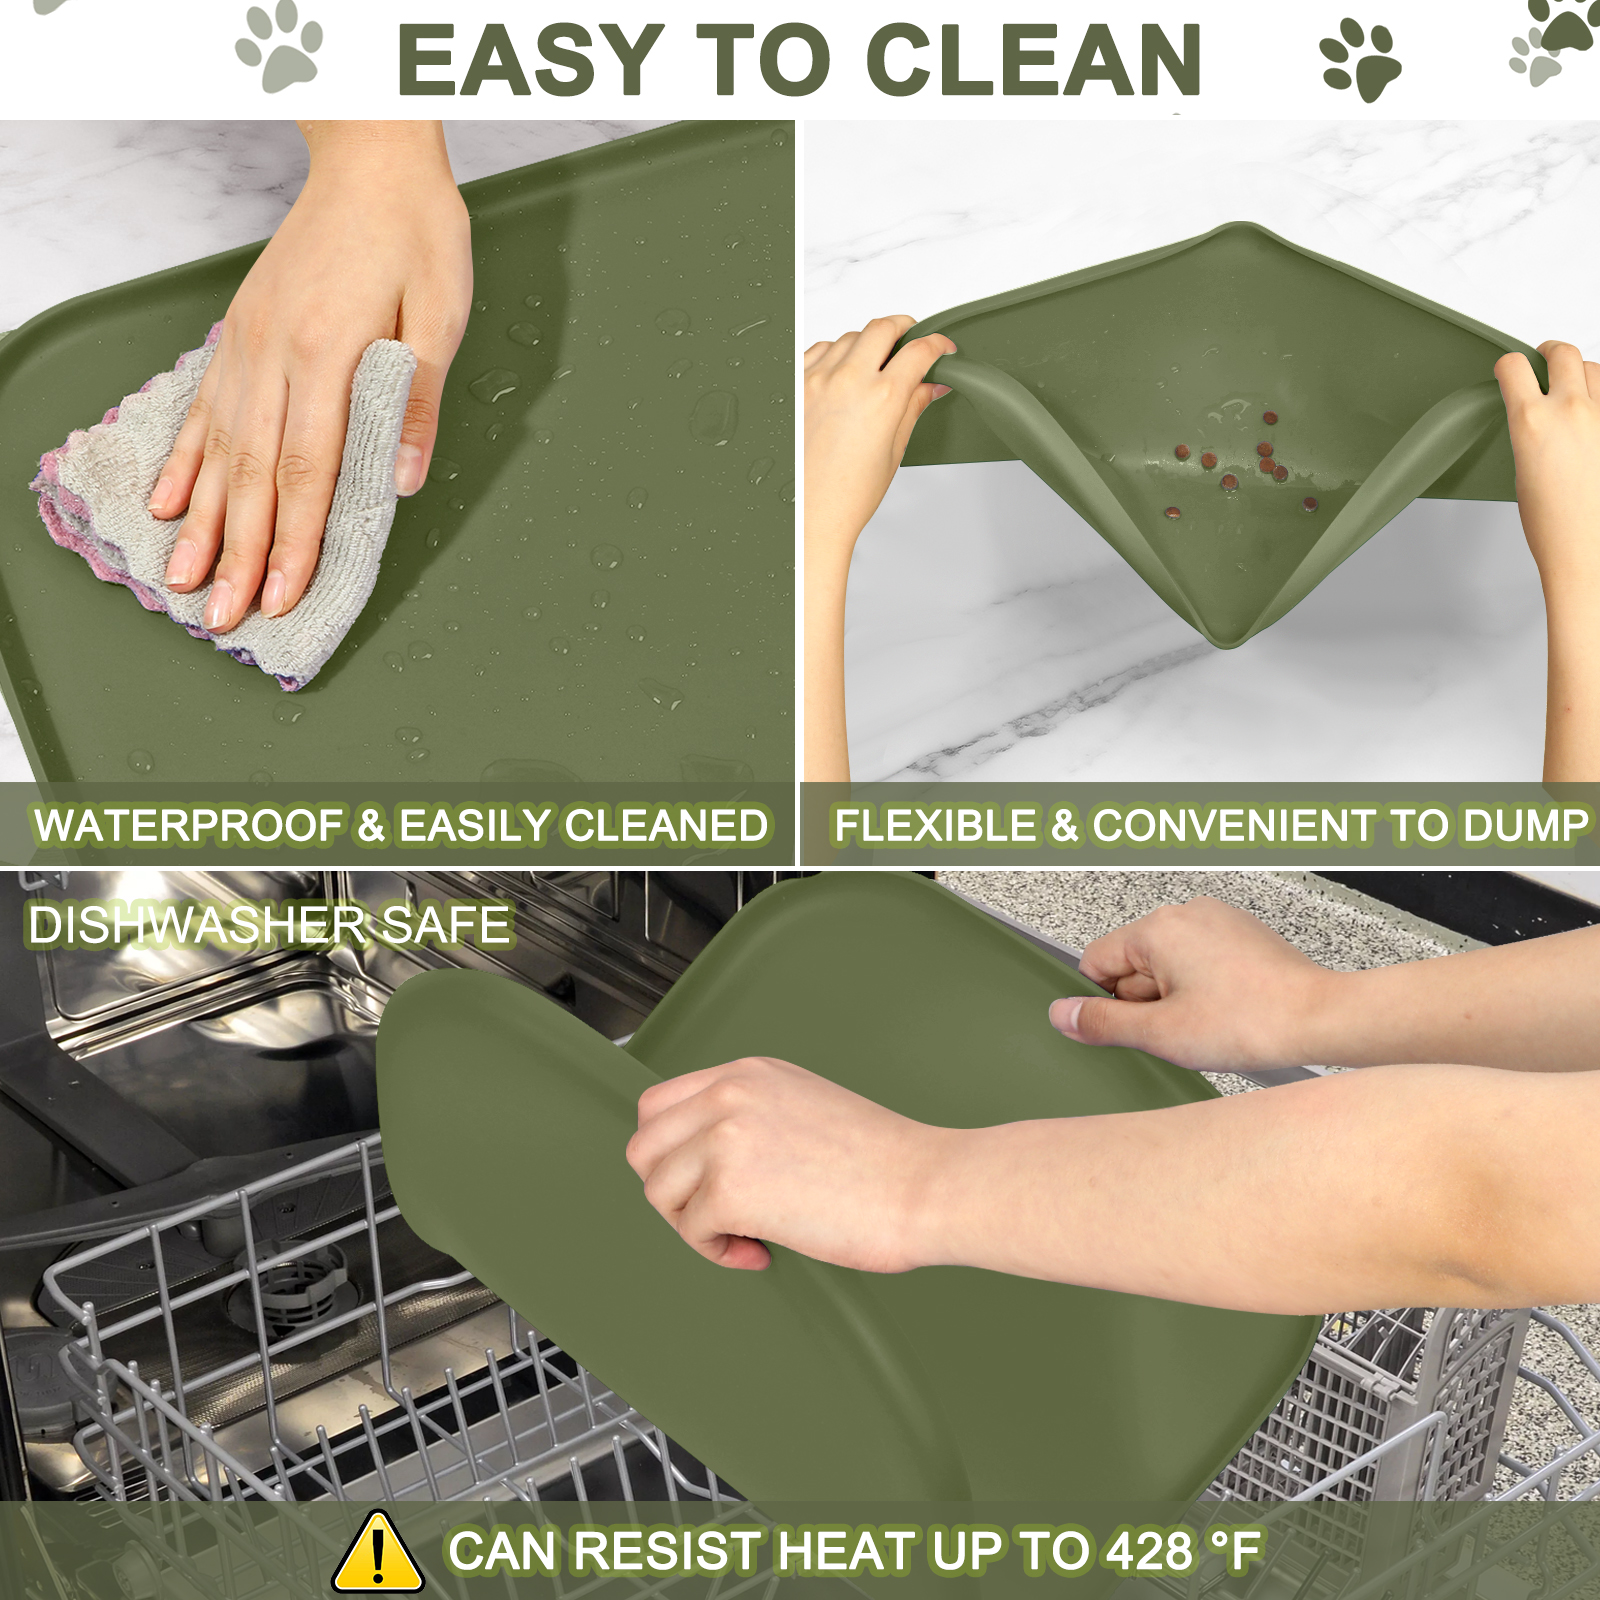 EASY TO CLEAN
WATERPROOF & EASILY CLEANED
FLEXIBLE & CONVENIENT TO DUMP
DISHWASHER SAFE
CAN RESIST HEAT UP TO 428 °F